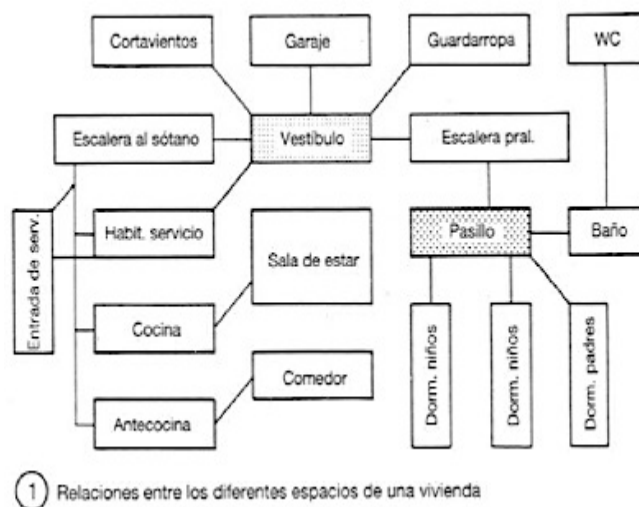 Cortavientos
Garaje
Guardarropa
WC
Escalera al sótano
Vestíbulo
Escalera pral.
Entrada de serv.
Habit. servicio
Sala de estar
Pasillo
Baño
Cocina
Comedor
Antecocina
Dorm. niños
Dorm. niños
Dorm. padres
1 Relaciones entre los diferentes espacios de una vivienda